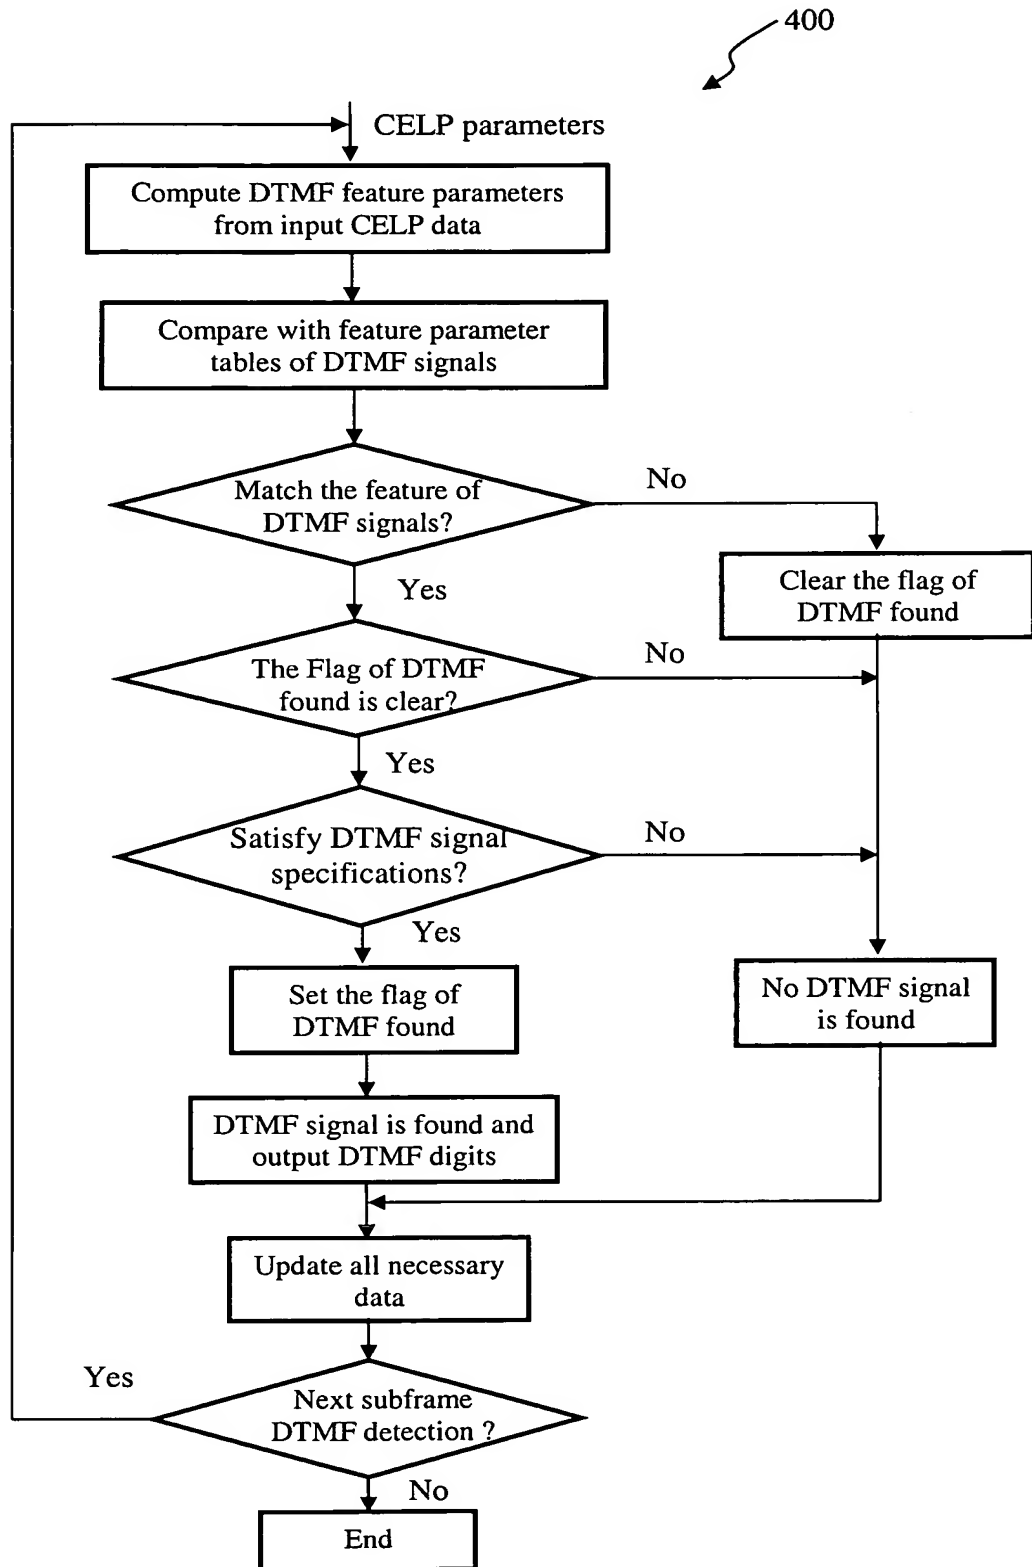 400
CELP parameters
Compute DTMF feature parameters
from input CELP data
Compare with feature parameter
tables of DTMF signals
Match the feature of
DTMF signals?
No
Yes
Clear the flag of
DTMF found
The Flag of DTMF
found is clear?
No
Yes
Satisfy DTMF signal
specifications?
No
Yes
Set the flag of
DTMF found
No DTMF signal
is found
DTMF signal is found and
output DTMF digits
Update all necessary
data
Yes
Next subframe
DTMF detection ?
No
End